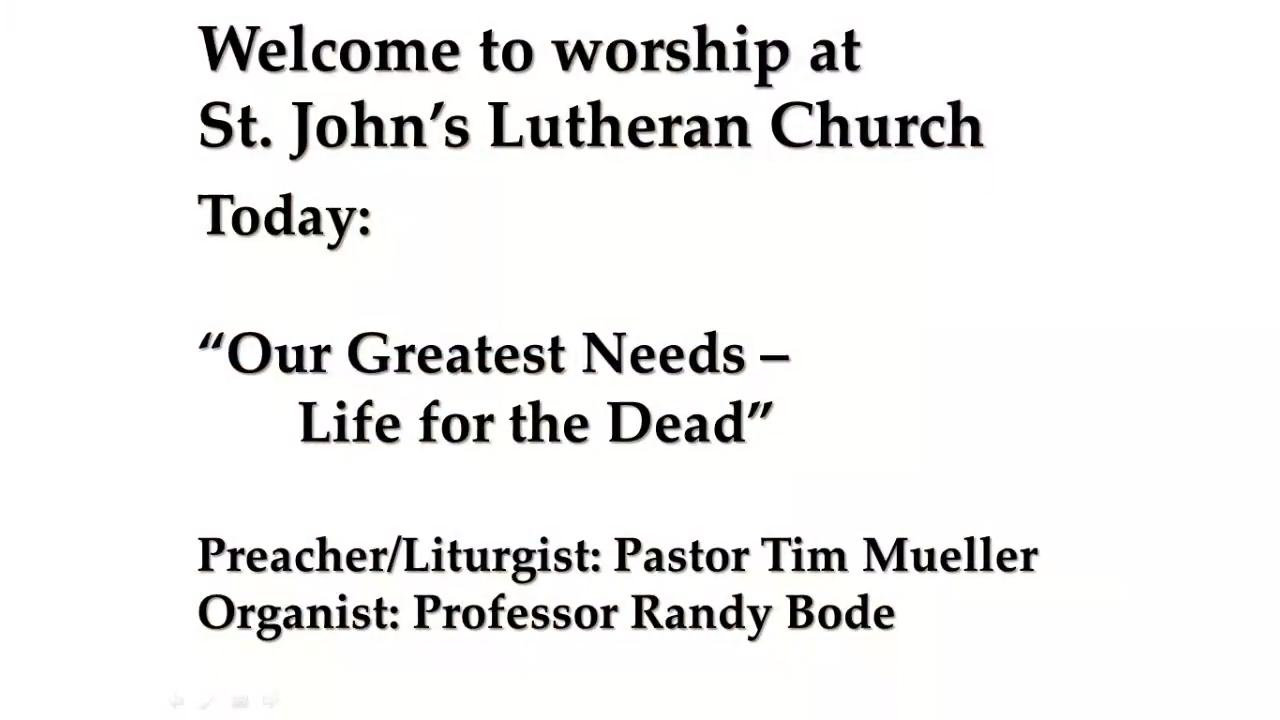 Welcome to worship at
St. John’s Lutheran Church
Today:
“Our Greatest Needs –
Life for the Dead”
Preacher/Liturgist: Pastor Tim Mueller
Organist: Professor Randy Bode